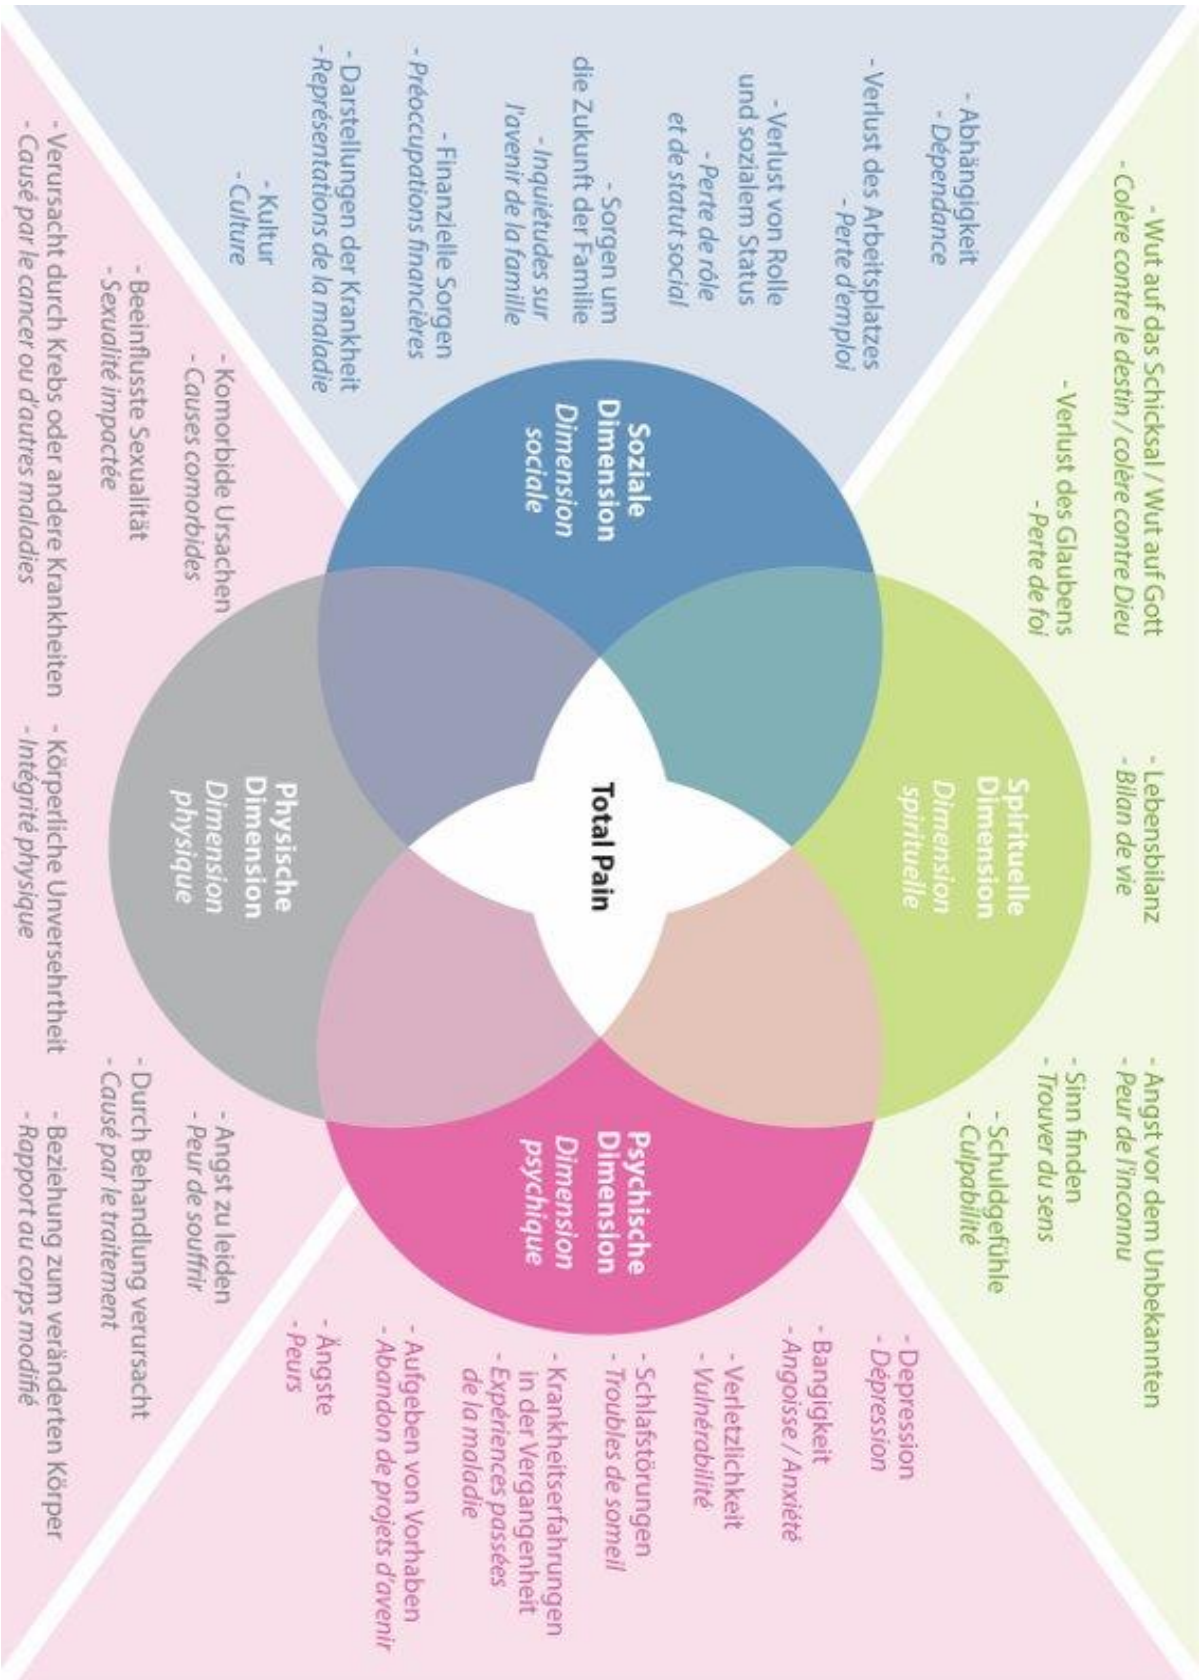 - Wut auf das Schicksal / Wut auf Gott
- Colère contre le destin / colère contre Dieu
- Verlust des Glaubens
- Perte de foi
- Lebensbilanz
- Bilan de vie
- Angst vor dem Unbekannten
- Peur de l'inconnu
- Sinn finden
- Trouver du sens
- Schuldgefühle
- Culpabilité
Spirituelle
Dimension
Dimension
spirituelle
- Abhängigkeit
- Dépendance
- Verlust des Arbeitsplatzes
- Perte d'emploi
- Verlust von Rolle
und sozialem Status
- Perte de rôle
et de statut social
- Sorgen um
die Zukunft der Familie
- Inquiétudes sur
l'avenir de la famille
- Finanzielle Sorgen
- Préoccupations financières
- Darstellungen der Krankheit
- Représentations de la maladie
- Kultur
- Culture
Soziale
Dimension
Dimension
sociale
Total Pain
Psychische
DImension
Dimension
psychique
- Depression
- Dépression
- Bangigkeit
- Angoisse / Anxiété
- Verletzlichkeit
- Vulnérabilité
- Schlafstörungen
- Troubles de someil
- Krankheitserfahrungen
in der Vergangenheit
- Expériences passées
de la maladie
- Aufgeben von Vorhaben
- Abandon de projets d'avenir
- Ängste
- Peurs
Physische
Dimension
Dimension
physique
- Komorbide Ursachen
- Causes comorbides
- Beeinflusste Sexualität
- Sexualité impactée
- Verursacht durch Krebs oder andere Krankheiten
- Causé par le cancer ou d'autres maladies
- Körperliche Unversehrtheit
- Intégrité physique
- Angst zu leiden
- Peur de souffrir
- Durch Behandlung verursacht
- Causé par le traitement
- Beziehung zum veränderten Körper
- Rapport au corps modifié